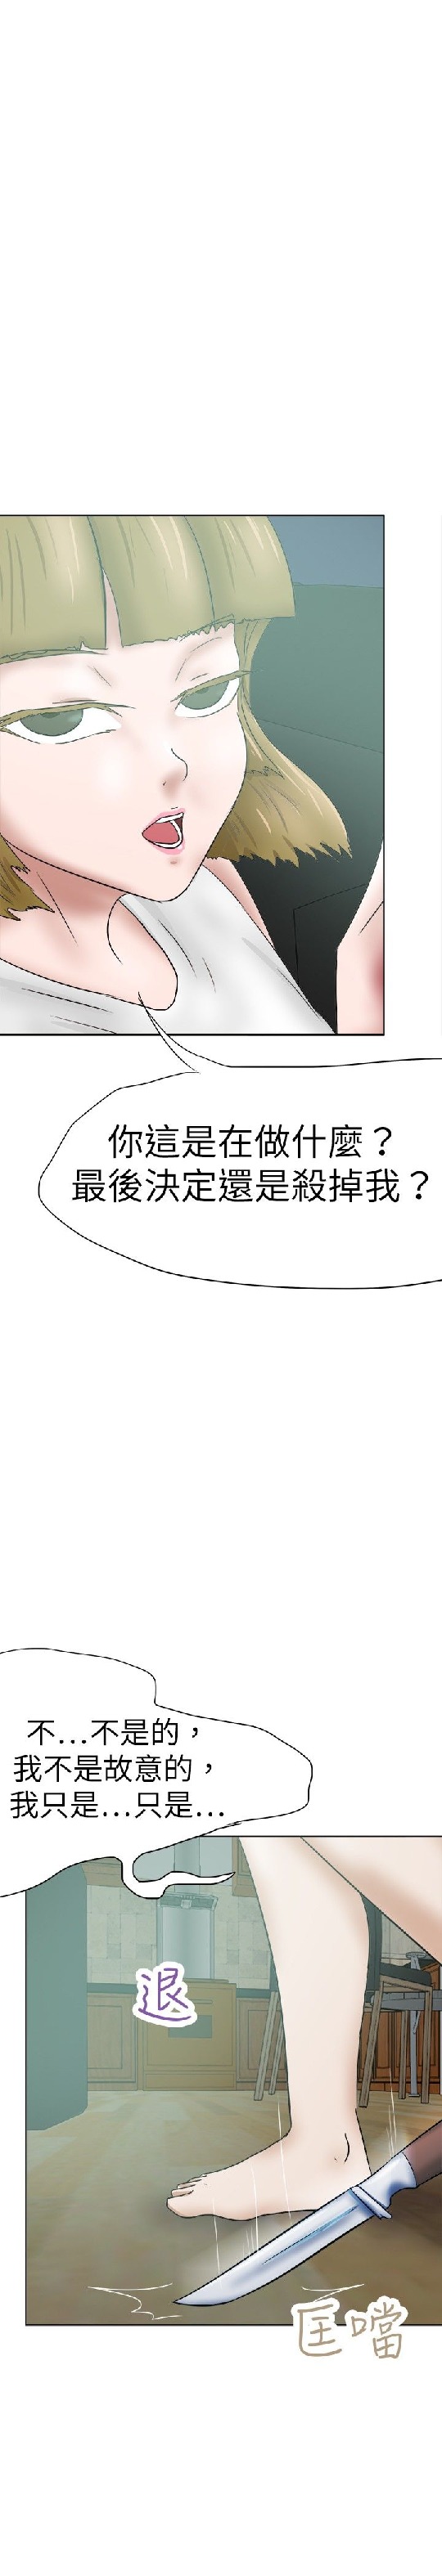 你這是在做什麼？
最後決定還是殺掉我？
不...不是的，
我不是故意的，
我只是...只是...
退
匡噹